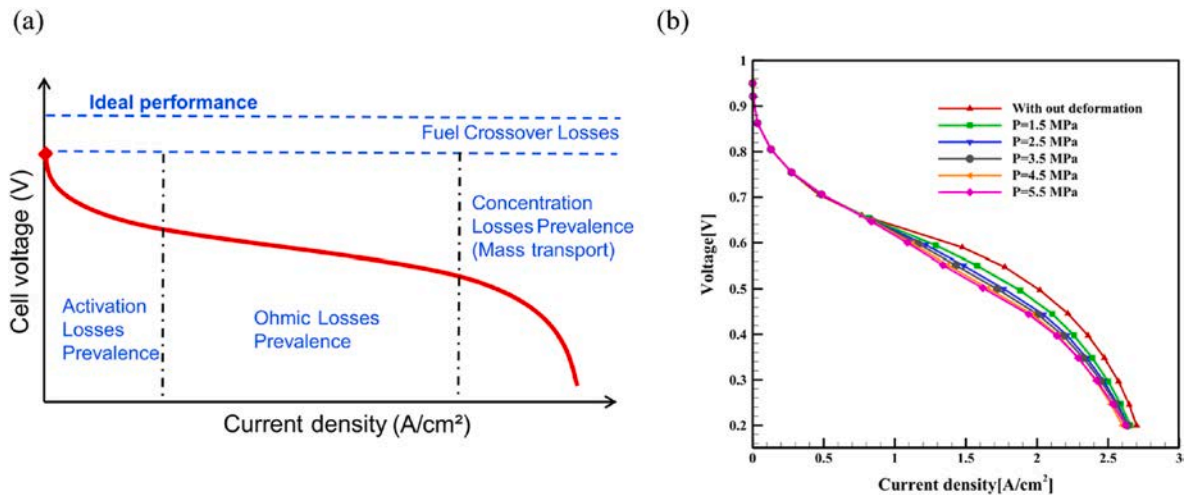 (a)
Cell voltage (V)
Ideal performance
Fuel Crossover Losses
Concentration
Losses Prevalence
(Mass transport)
Activation
Losses
Prevalence
Ohmic Losses
Prevalence
Current density (A/cm²)
(b)
Voltage[V]
1
0.9
0.8
0.7
0.6
0.5
0.4
0.3
0.2
With out deformation
P=1.5 MPa
P=2.5 MPa
P=3.5 MPa
P=4.5 MPa
P=5.5 MPa
0
0.5
1
1.5
2
2.5
3
Current density[A/cm²]